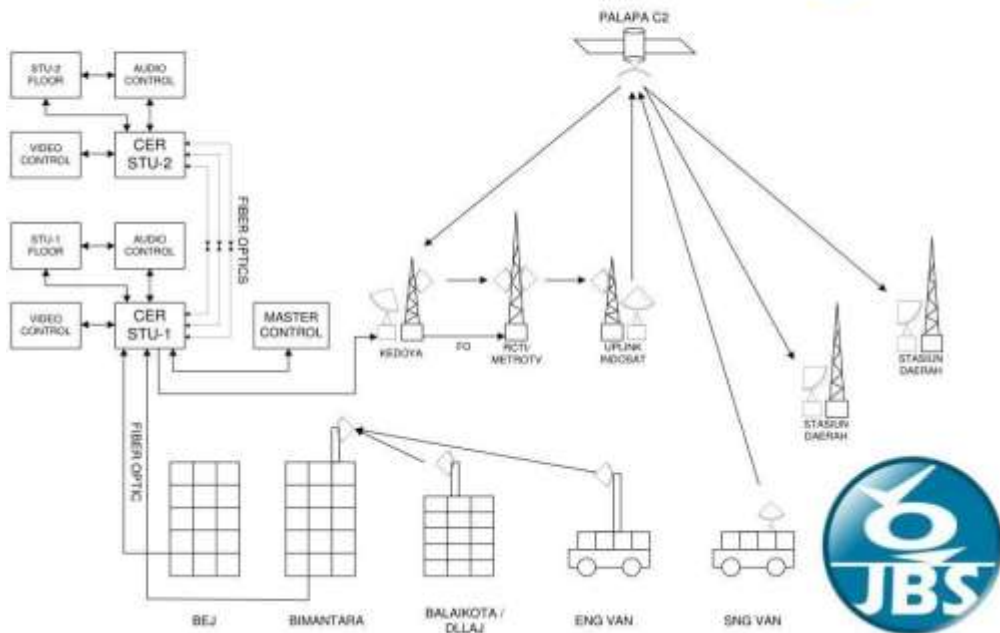 PALAPA C2
STU-2
FLOOR
AUDIO
CONTROL
VIDEO
CONTROL
CER
STU-2
FIBER OPTICS
STU-1
FLOOR
AUDIO
CONTROL
VIDEO
CONTROL
CER
STU-1
MASTER
CONTROL
KEDOYA
FO
RCTI/
METROTV
UPLINK
INDOSAT
STASIUN
DAERAH
STASIUN
DAERAH
FIBER OPTIC
BEJ
BIMANTARA
BALAIKOTA /
DLLAJ
ENG VAN
SNG VAN
JBS